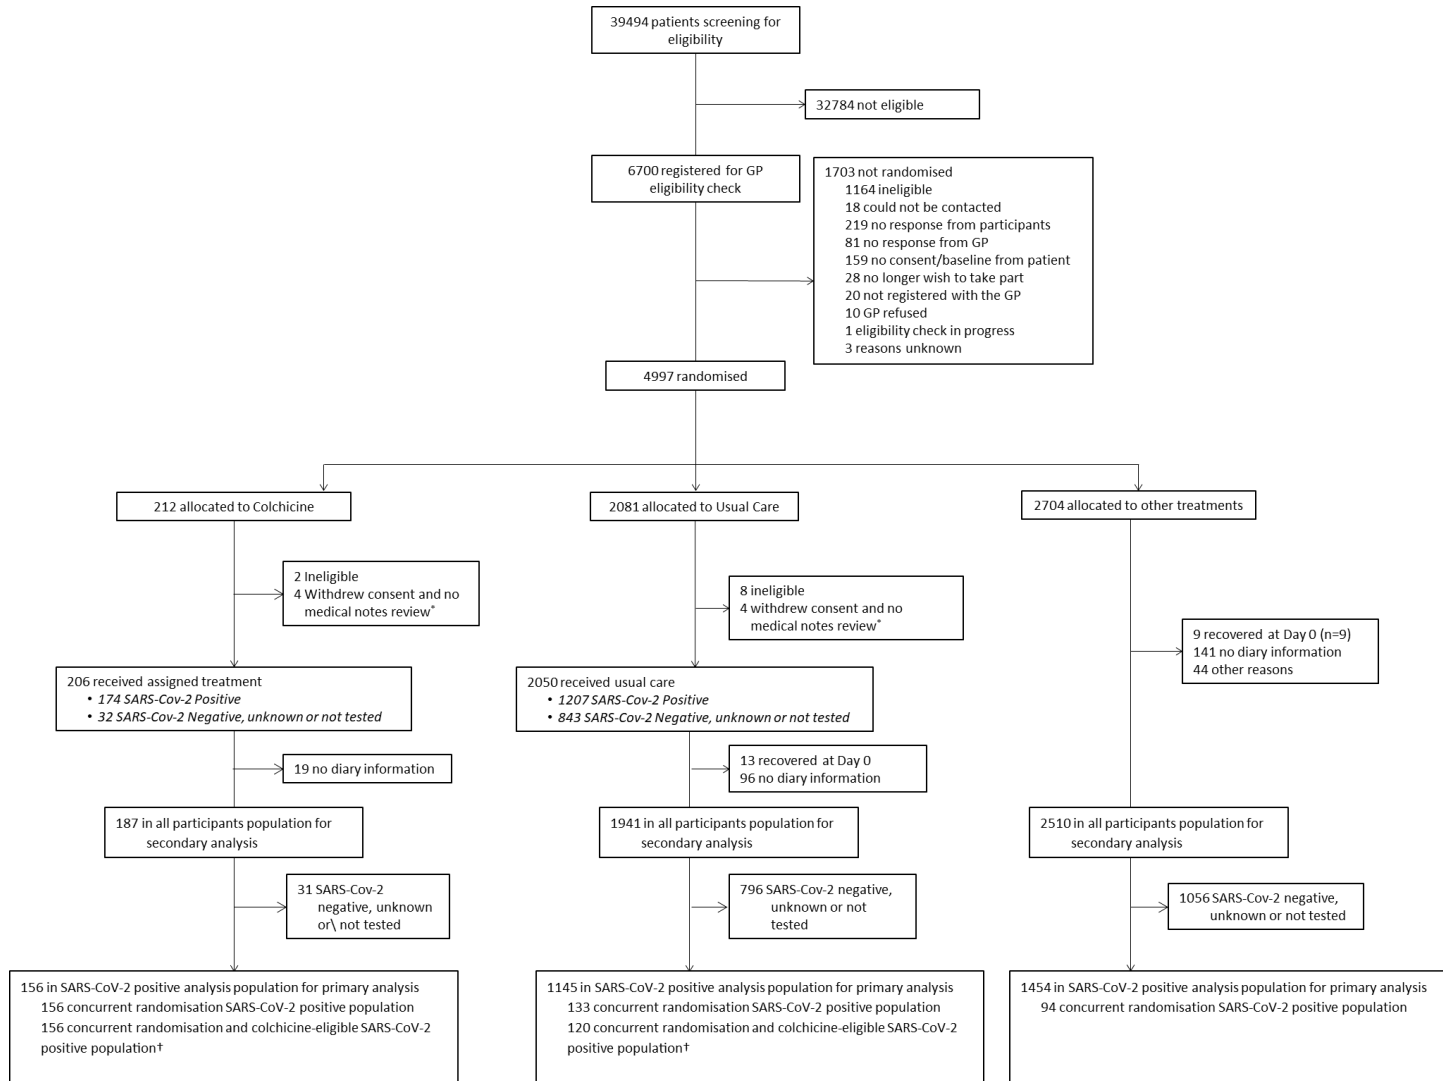 39494 patients screening for
eligibility
32784 not eligible
6700 registered for GP
eligibility check
1703 not randomised
1164 ineligible
18 could not be contacted
219 no response from participants
81 no response from GP
159 no consent/baseline from patient
28 no longer wish to take part
20 not registered with the GP
10 GP refused
1 eligibility check in progress
3 reasons unknown
4997 randomised
212 allocated to Colchicine
2081 allocated to Usual Care
2704 allocated to other treatments
2 Ineligible
4 Withdrew consent and no
medical notes review*
8 ineligible
4 withdrew consent and no
medical notes review*
9 recovered at Day 0 (n=9)
141 no diary information
44 other reasons
206 received assigned treatment
• 174 SARS-Cov-2 Positive
• 32 SARS-Cov-2 Negative, unknown or not tested
2050 received usual care
• 1207 SARS-Cov-2 Positive
• 843 SARS-Cov-2 Negative, unknown or not tested
19 no diary information
13 recovered at Day 0
96 no diary information
187 in all participants population for
secondary analysis
1941 in all participants population for
secondary analysis
2510 in all participants population for
secondary analysis
31 SARS-Cov-2
negative, unknown
or\ not tested
796 SARS-Cov-2 negative,
unknown or not
tested
1056 SARS-Cov-2 negative,
unknown or not tested
156 in SARS-CoV-2 positive analysis population for primary analysis
156 concurrent randomisation SARS-CoV-2 positive population
156 concurrent randomisation and colchicine-eligible SARS-CoV-2
positive population†
1145 in SARS-CoV-2 positive analysis population for primary analysis
133 concurrent randomisation SARS-CoV-2 positive population
120 concurrent randomisation and colchicine-eligible SARS-CoV-2
positive population†
1454 in SARS-CoV-2 positive analysis population for primary analysis
94 concurrent randomisation SARS-CoV-2 positive population